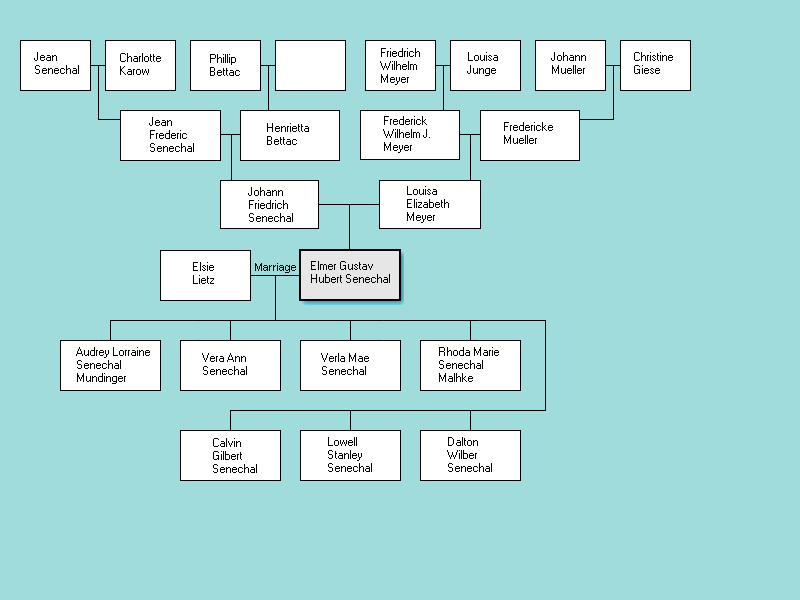 Jean
Senechal
Charlotte
Karow
Phillip
Bettac
Friedrich
Wilhelm
Meyer
Louisa
Junge
Johann
Mueller
Christine
Giese
Jean
Frederic
Senechal
Henrietta
Bettac
Frederick
Wilhelm J.
Meyer
Fredericke
Mueller
Johann
Friedrich
Senechal
Louisa
Elizabeth
Meyer
Elsie
Lietz
Marriage
Elmer Gustav
Hubert Senechal
Audrey Lorraine
Senechal
Mundinger
Vera Ann
Senechal
Verla Mae
Senechal
Rhoda Marie
Senechal
Malhke
Calvin
Gilbert
Senechal
Lowell
Stanley
Senechal
Dalton
Wilber
Senechal